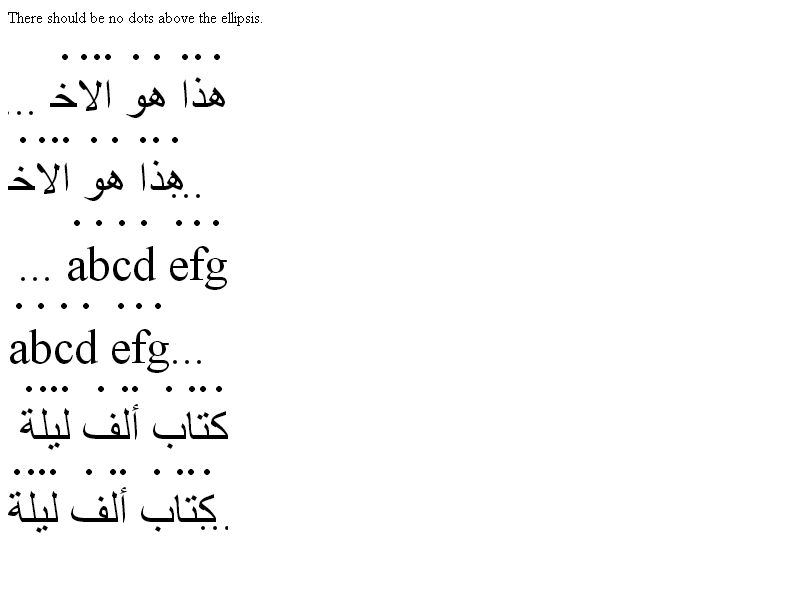 There should be no dots above the ellipsis.
هذا هو الاخ ...
هذا هو الاخ...
... abcd efg
abcd efg...
كتاب ألف ليلة
كتاب ألف ليلة...